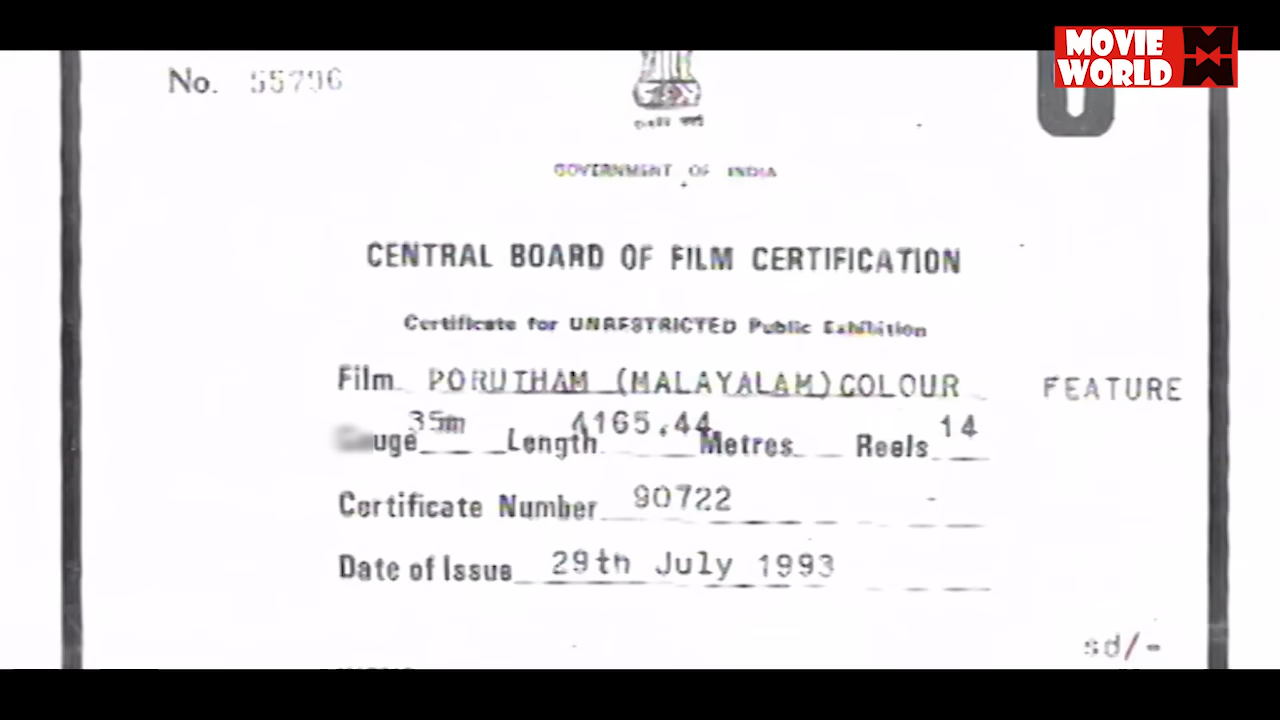 MOVIE
WORLD
No. 55796
GOVERNMENT OF INDIA
CENTRAL BOARD OF FILM CERTIFICATION
Certificate for UNRESTRICTED Public Exhibition
Film PORUTHAM (MALAYALAM) COLOUR FEATURE
Gauge 35m Length 4165.44 Metres Reels 14
Certificate Number 90722
Date of Issue 29th July 1993
sd/-